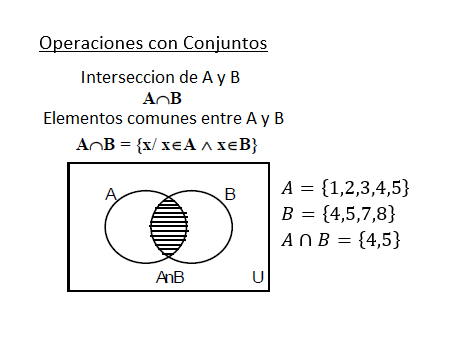 Operaciones con Conjuntos
Interseccion de A y B
A∩B
Elementos comunes entre A y B
A∩B = {x/ x∈A ∧ x∈B}
A B
A = {1,2,3,4,5}
B = {4,5,7,8}
A ∩ B = {4,5}
AnB U